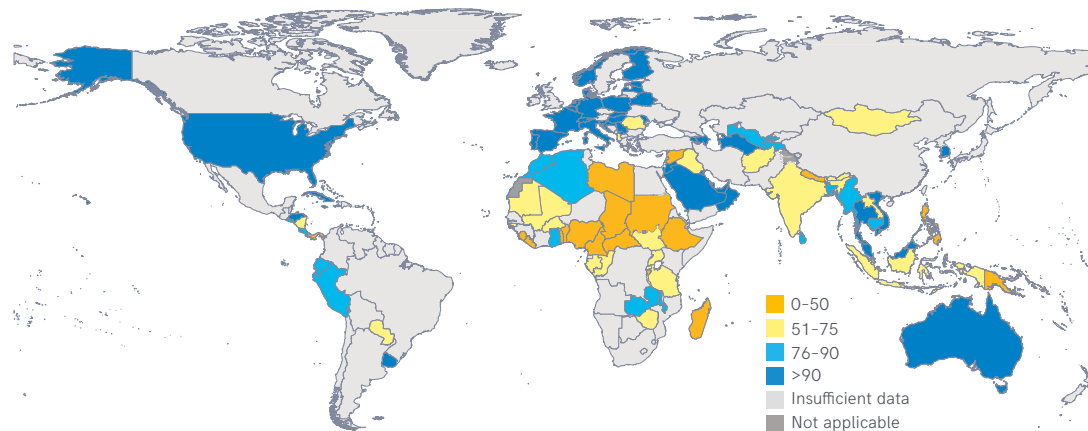 0–50
51–75
76–90
>90
Insufficient data
Not applicable